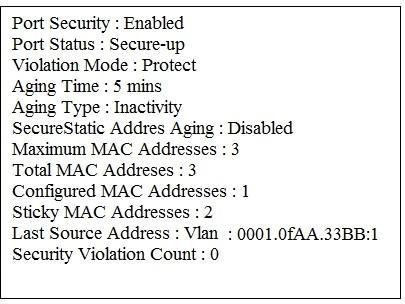 Port Security : Enabled
Port Status : Secure-up
Violation Mode : Protect
Aging Time : 5 mins
Aging Type : Inactivity
SecureStatic Addres Aging : Disabled
Maximum MAC Addresses : 3
Total MAC Addreses : 3
Configured MAC Addresses : 1
Sticky MAC Addresses : 2
Last Source Address : Vlan : 0001.0fAA.33BB:1
Security Violation Count : 0